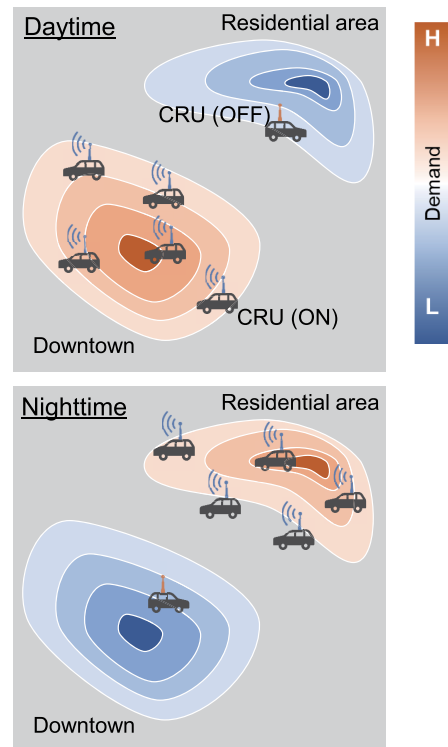 Daytime
Residential area
CRU (OFF)
CRU (ON)
Downtown
H
Demand
L
Nighttime
Residential area
Downtown